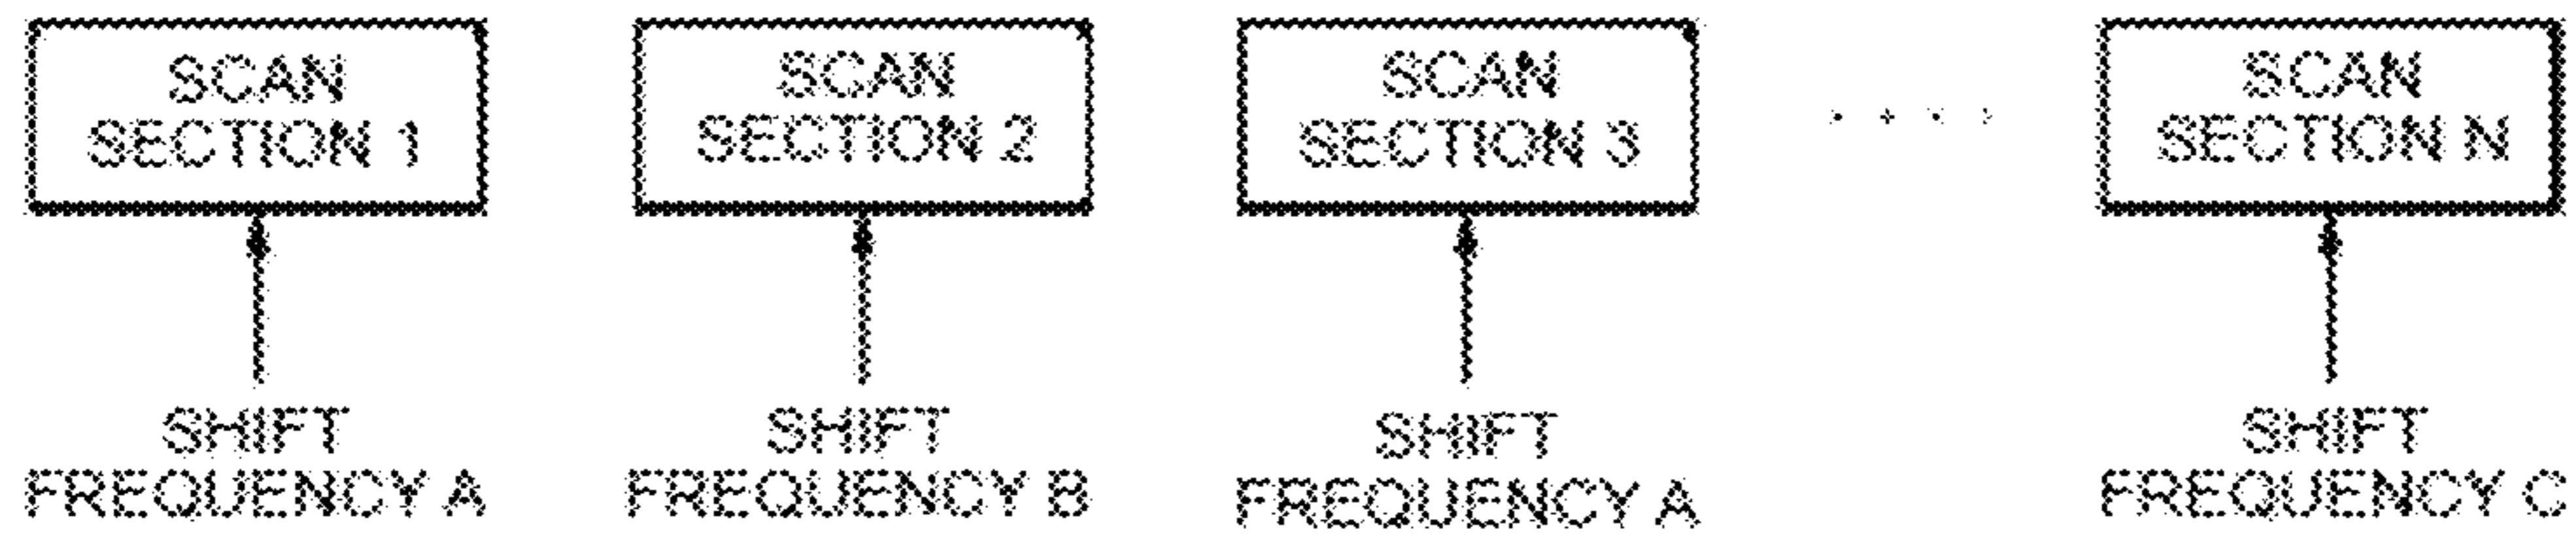 SCAN
SECTION 1
SCAN
SECTION 2
SCAN
SECTION 3
. . . .
SCAN
SECTION N
SHIFT
FREQUENCY A
SHIFT
FREQUENCY B
SHIFT
FREQUENCY A
SHIFT
FREQUENCY C